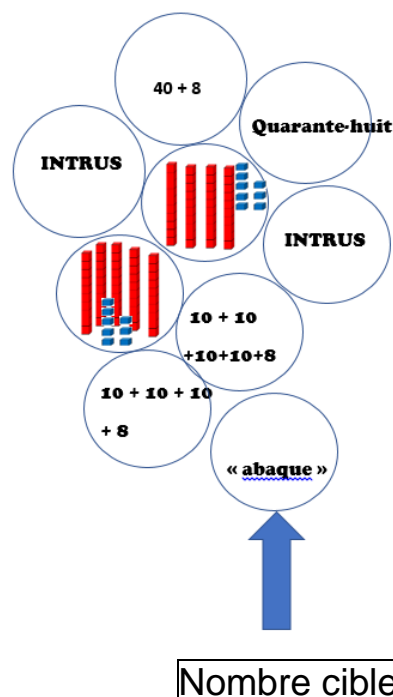 40 + 8
Quarante-huit
INTRUS
INTRUS
10 + 10
+10+10+8
10 + 10 + 10
+ 8
« abaque »
Nombre cible